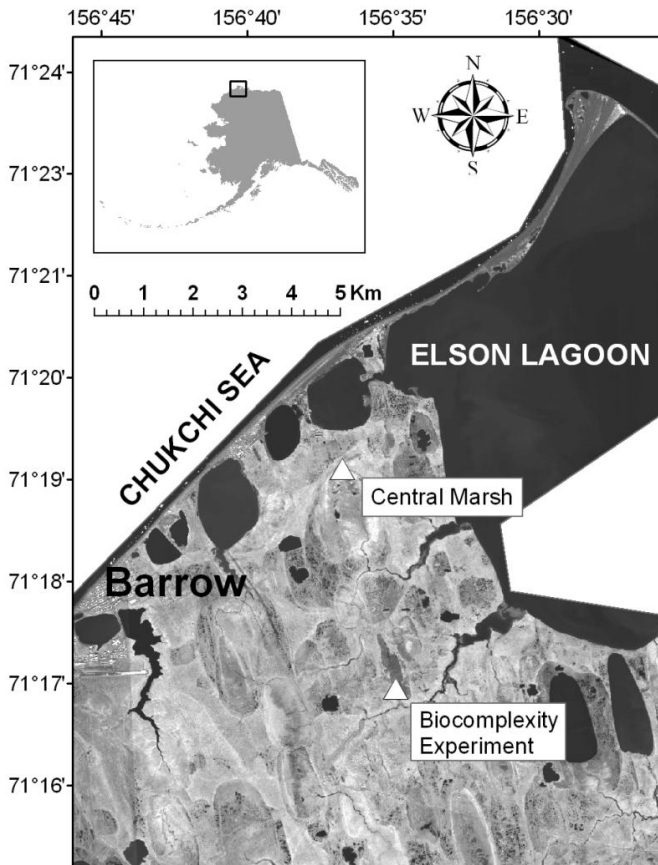 156°45' 156°40' 156°35' 156°30'
71°24'
71°23'
71°21'
71°20'
71°19'
71°18'
71°17'
71°16'
N
W E
S
0 1 2 3 4 5 Km
CHUKCHI SEA
ELSON LAGOON
Central Marsh
Barrow
Biocomplexity
Experiment